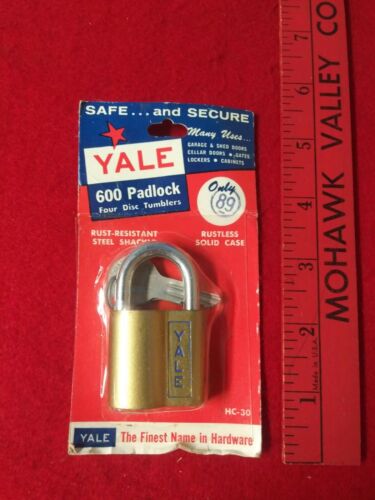 SAFE...and SECURE
YALE
Many Uses...
GARAGE & SHED DOORS
CELLAR DOORS • GATES
LOCKERS • CABINETS
600 Padlock
Four Disc Tumblers
Only
89
RUST-RESISTANT
STEEL SHACKLE
RUSTLESS
SOLID CASE
YALE
HC-30
YALE The Finest Name in Hardware
MOHAWK VALLEY CO
Made in U.S.A.
1
2
3
4
5
6
7